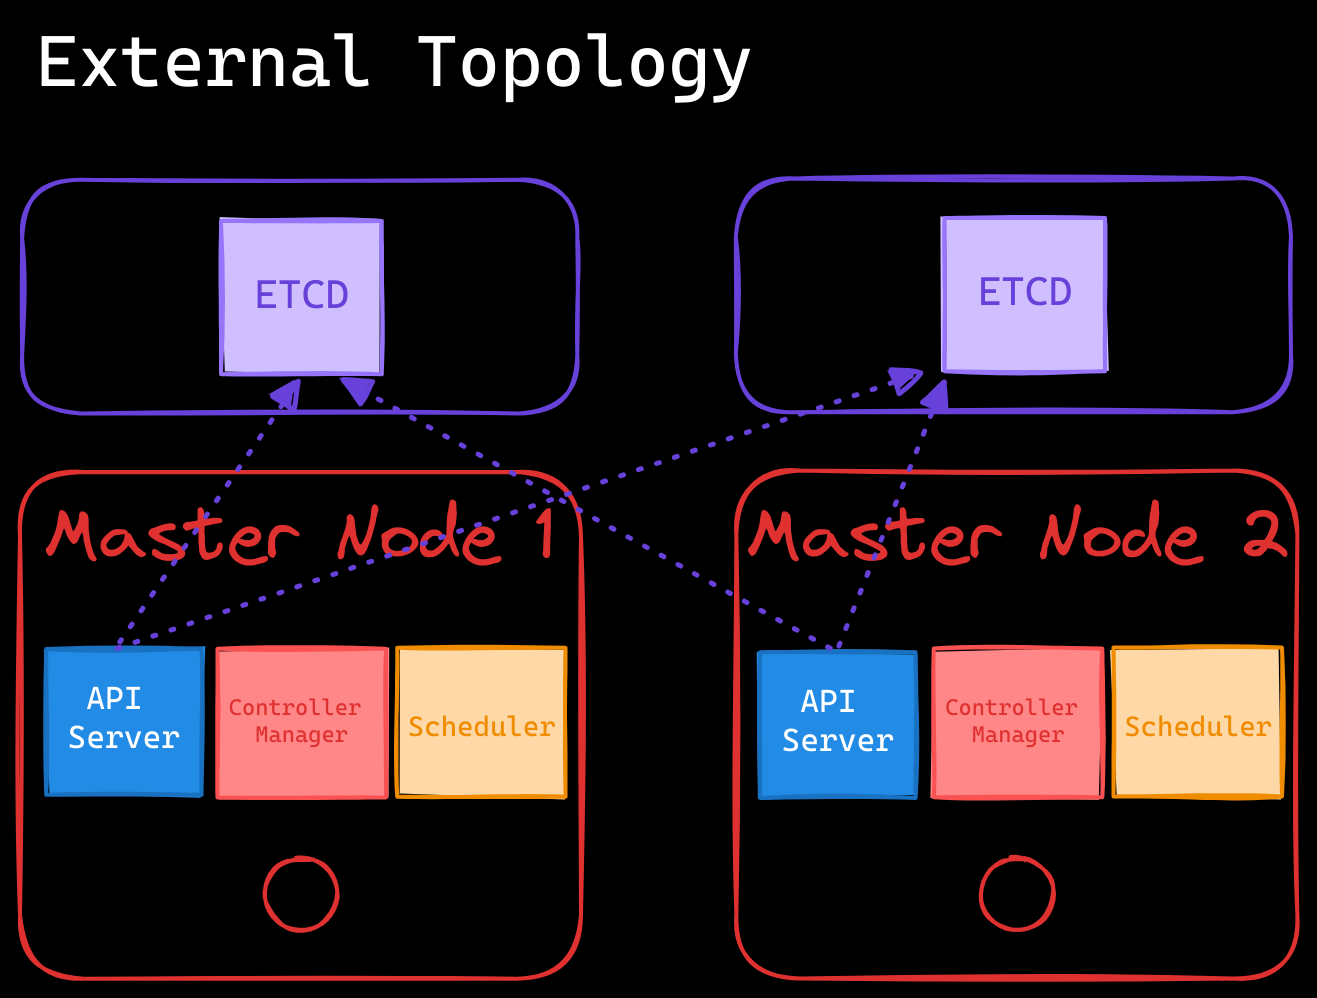 External Topology
ETCD
ETCD
Master Node 1
API
Server
Controller
Manager
Scheduler
Master Node 2
API
Server
Controller
Manager
Scheduler